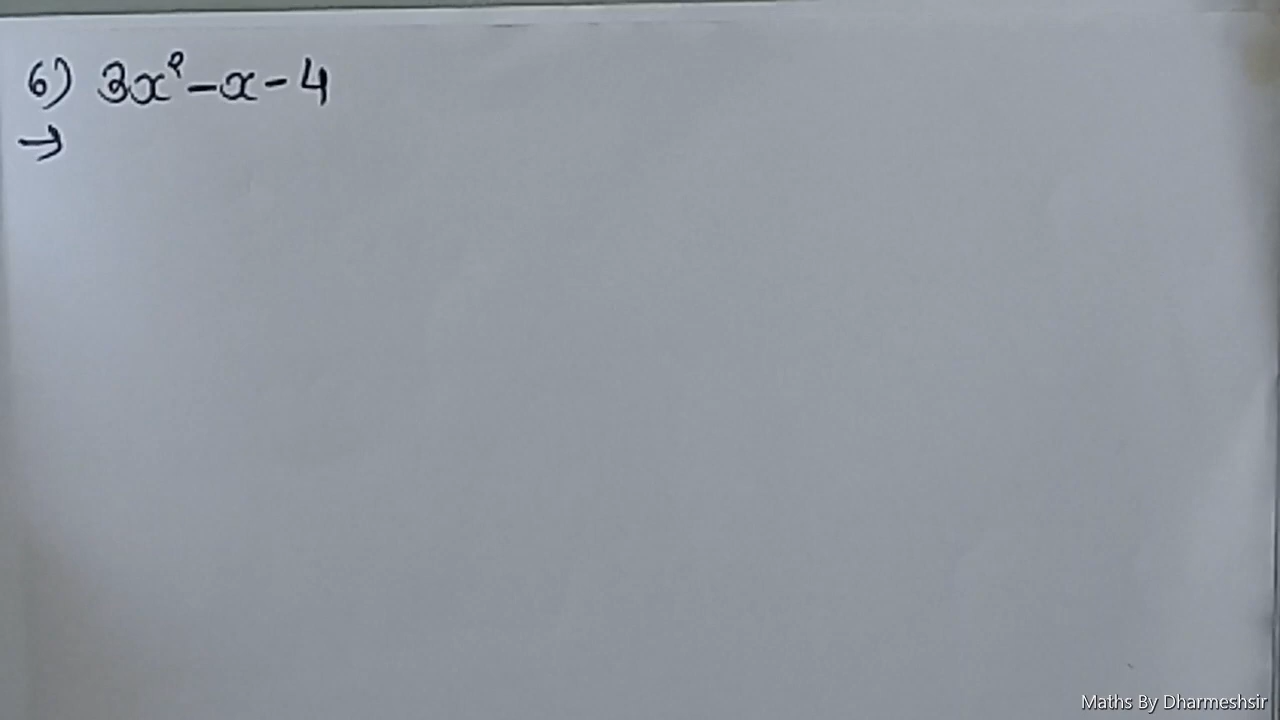 6) 3x² - x - 4
→
Maths By Dharmeshsir